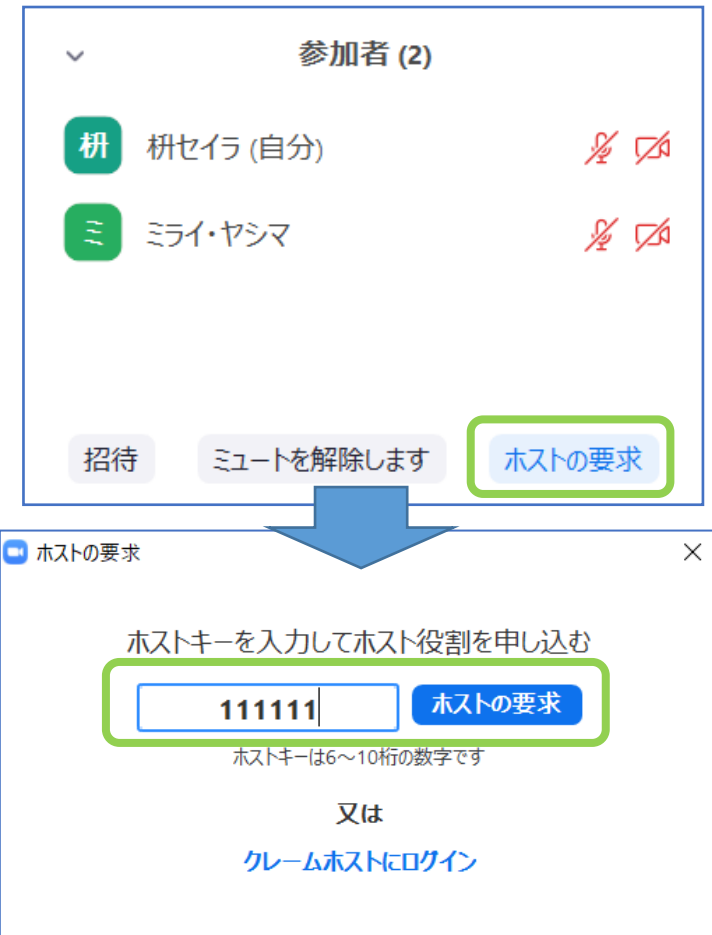 参加者 (2)
枡 枡セイラ (自分)
ミ ミライ・ヤシマ
招待 ミュートを解除します ホストの要求
ホストの要求
ホストキーを入力してホスト役割を申し込む
111111 ホストの要求
ホストキーは6~10桁の数字です
又は
クレームホストにログイン